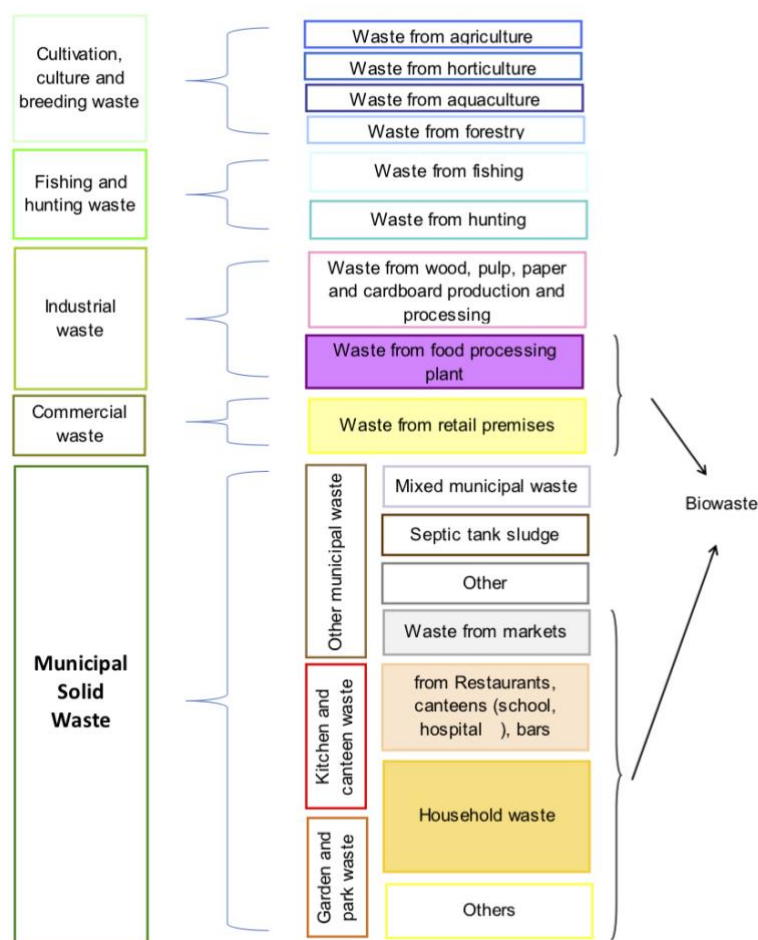 Cultivation,
culture and
breeding waste
Waste from agriculture
Waste from horticulture
Waste from aquaculture
Waste from forestry
Fishing and
hunting waste
Waste from fishing
Waste from hunting
Industrial
waste
Waste from wood, pulp, paper
and cardboard production and
processing
Waste from food processing
plant
Commercial
waste
Waste from retail premises
Biowaste
Municipal
Solid
Waste
Other municipal waste
Mixed municipal waste
Septic tank sludge
Other
Waste from markets
Kitchen and
canteen waste
from Restaurants,
canteens (school,
hospital ), bars
Household waste
Garden and
park waste
Others